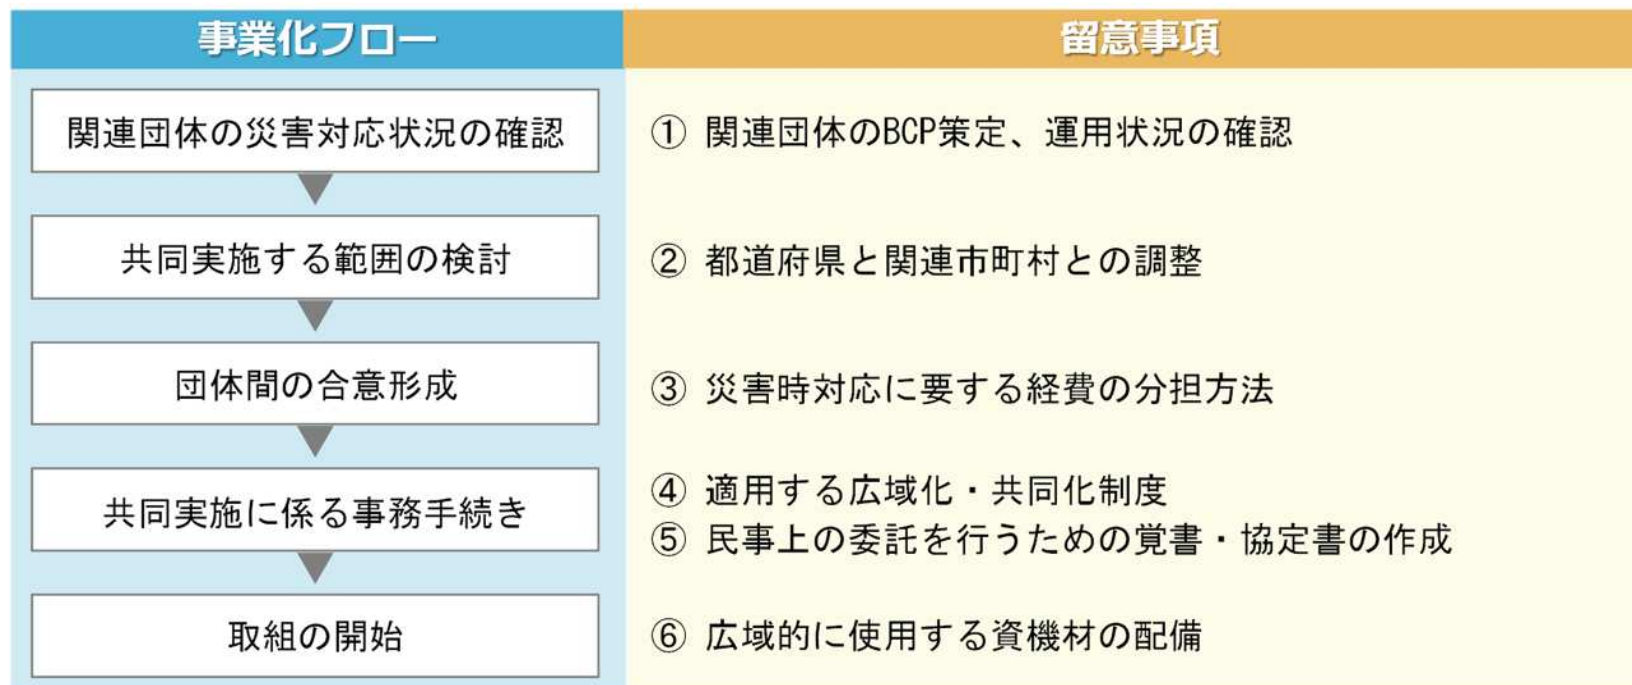 事業化フロー
留意事項
関連団体の災害対応状況の確認
① 関連団体のBCP策定、運用状況の確認
共同実施する範囲の検討
② 都道府県と関連市町村との調整
団体間の合意形成
③ 災害時対応に要する経費の分担方法
共同実施に係る事務手続き
④ 適用する広域化・共同化制度
⑤ 民事上の委託を行うための覚書・協定書の作成
取組の開始
⑥ 広域的に使用する資機材の配備